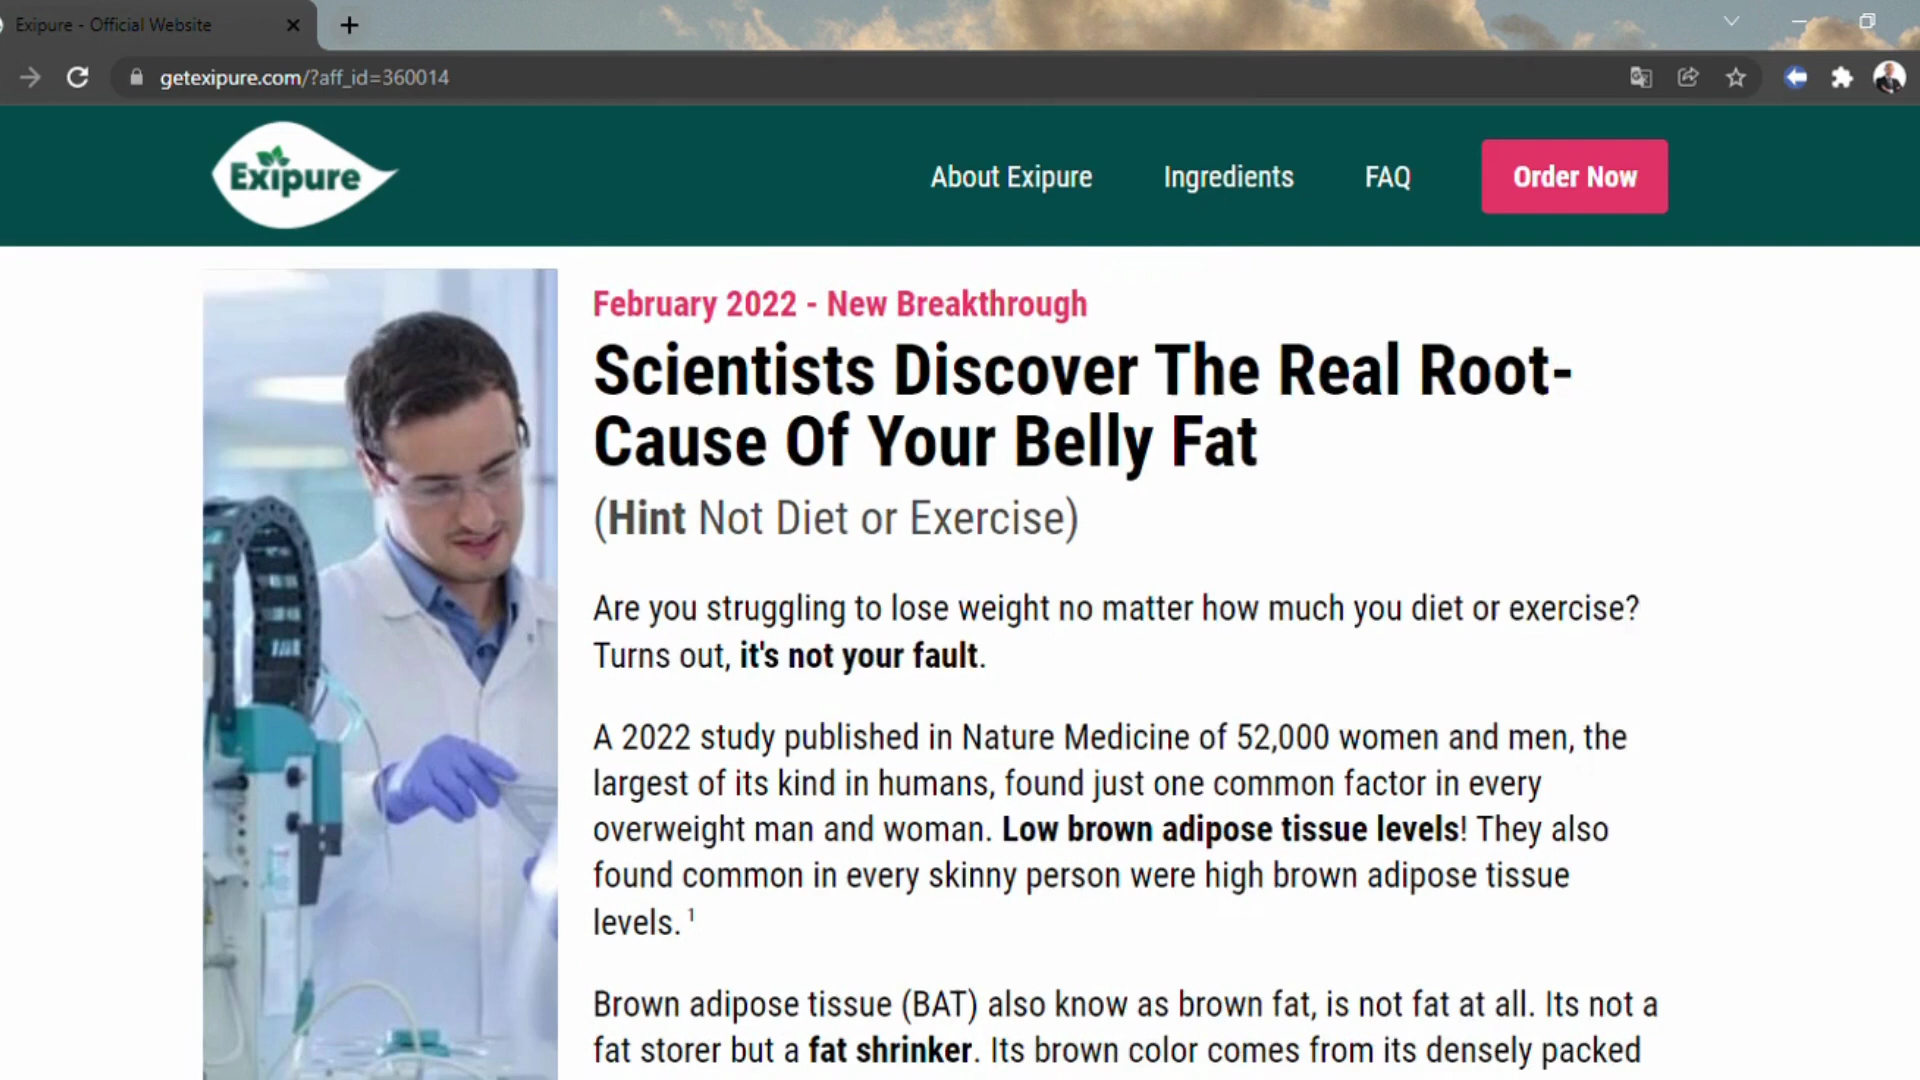 Exipure - Official Website
getexipure.com/?aff_id=360014
Exipure
About Exipure
Ingredients
FAQ
Order Now
February 2022 - New Breakthrough
Scientists Discover The Real Root-
Cause Of Your Belly Fat
(Hint Not Diet or Exercise)
Are you struggling to lose weight no matter how much you diet or exercise?
Turns out, it's not your fault.
A 2022 study published in Nature Medicine of 52,000 women and men, the
largest of its kind in humans, found just one common factor in every
overweight man and woman. Low brown adipose tissue levels! They also
found common in every skinny person were high brown adipose tissue
levels. 1
Brown adipose tissue (BAT) also know as brown fat, is not fat at all. Its not a
fat storer but a fat shrinker. Its brown color comes from its densely packed